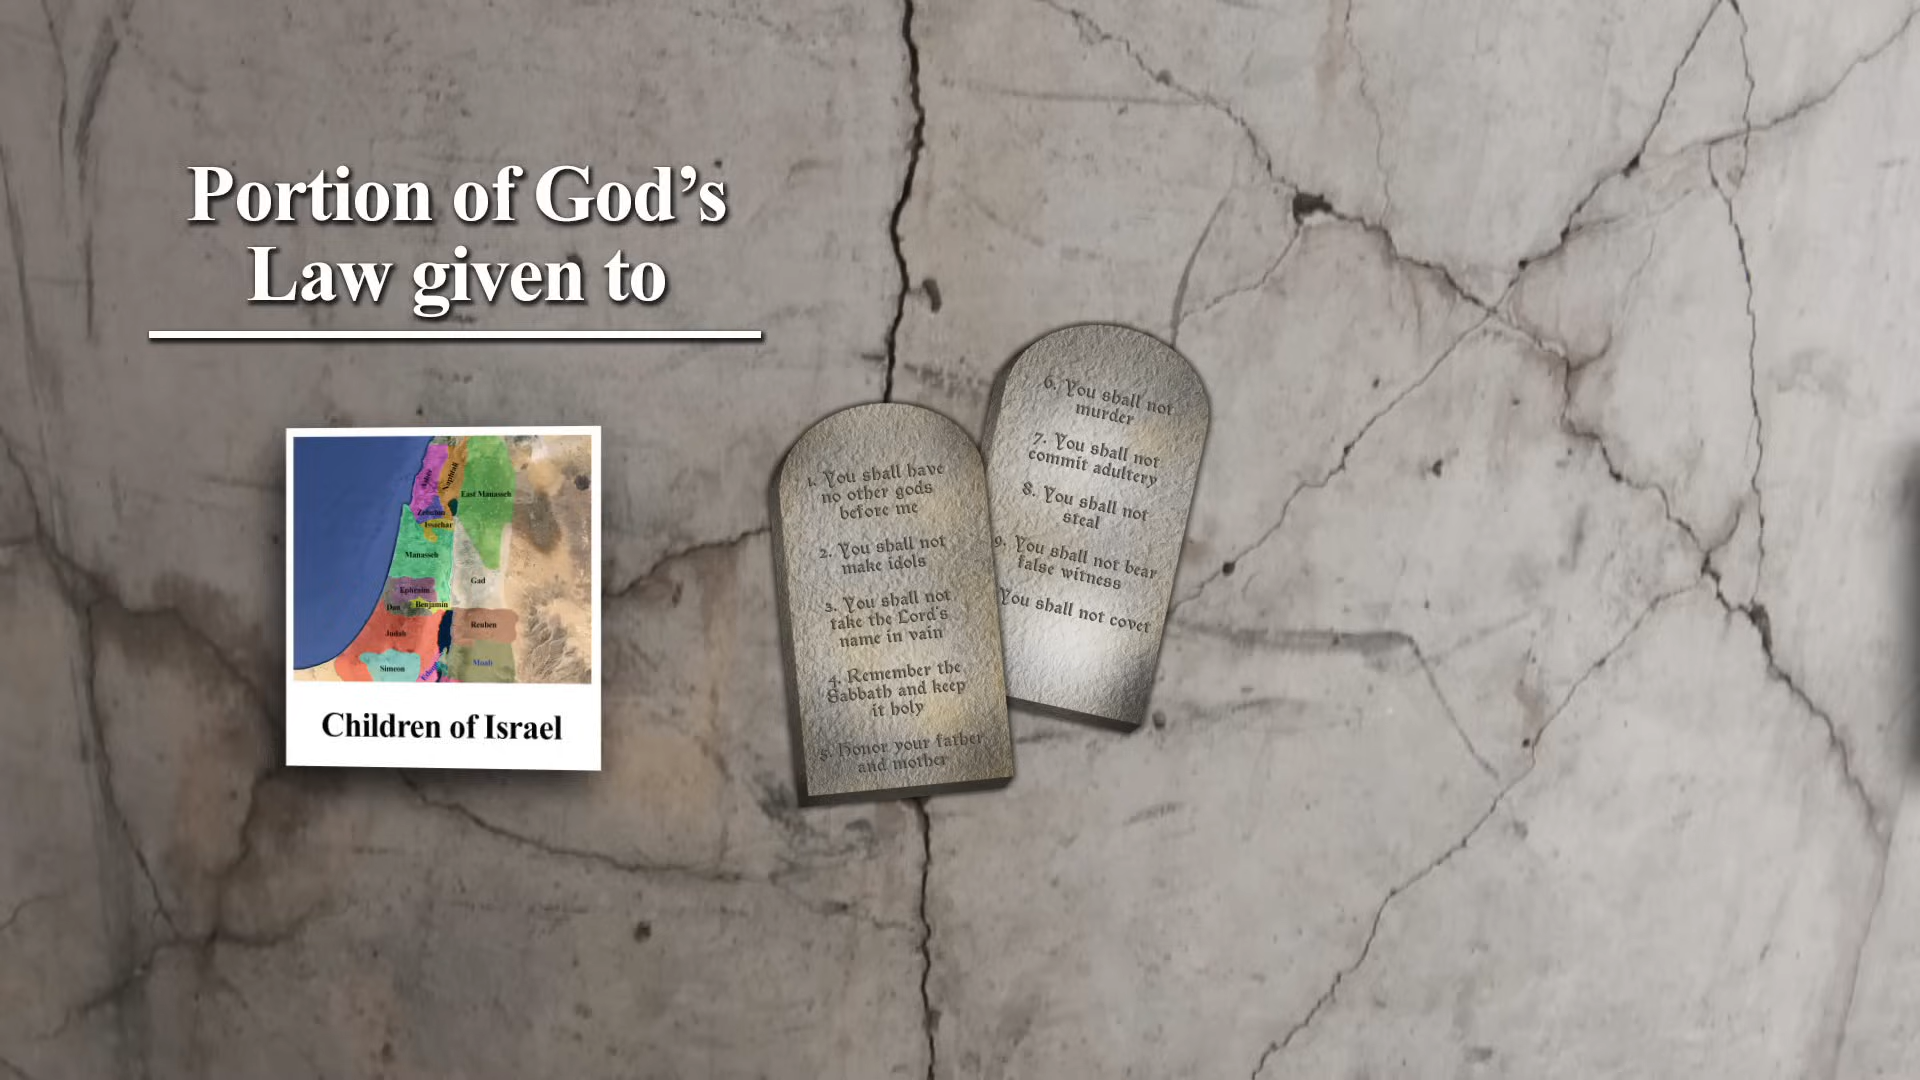 Portion of God’s
Law given to
Asher
Naphtali
East Manasseh
Zebulun
Issachar
Manasseh
Gad
Ephraim
Dan
Benjamin
Reuben
Judah
Simeon
Moab
Children of Israel
1. You shall have
no other gods
before me
2. You shall not
make idols
3. You shall not
take the Lord's
name in vain
4. Remember the
Sabbath and keep
it holy
5. Honor your father
and mother
6. You shall not
murder
7. You shall not
commit adultery
8. You shall not
steal
9. You shall not bear
false witness
You shall not covet